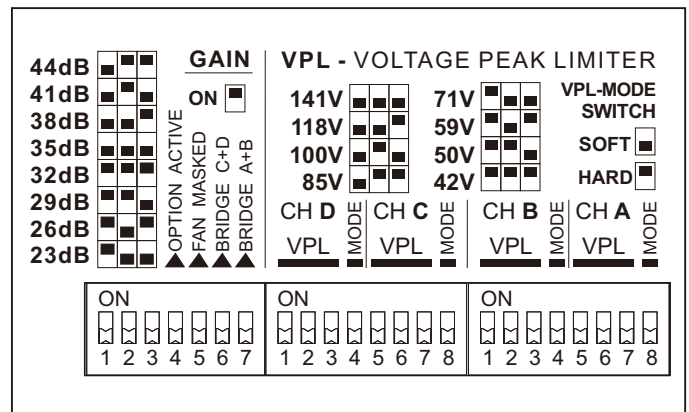 GAIN
44dB
41dB
38dB
35dB
32dB
29dB
26dB
23dB
ON
OPTION ACTIVE
FAN MASKED
BRIDGE C+D
BRIDGE A+B
VPL - VOLTAGE PEAK LIMITER
141V 71V
118V 59V
100V 50V
85V 42V
VPL-MODE
SWITCH
SOFT
HARD
CH D MODE CH C MODE CH B MODE CH A MODE
VPL VPL VPL VPL
ON ON ON
1 2 3 4 5 6 7 1 2 3 4 5 6 7 8 1 2 3 4 5 6 7 8